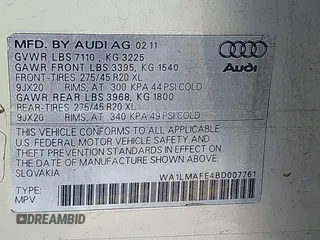 MFD. BY AUDI AG 02 11
GVWR LBS 7110 , KG 3225
GAWR FRONT LBS 3395, KG 1540
FRONT-TIRES 275/45 R20 XL
9JX20 RIMS, AT 300 KPA 44 PSI COLD
GAWR REAR LBS 3968, KG 1800
REAR-TIRES 275/45 R20 XL
9JX20 RIMS, AT 340 KPA 49 PSI COLD
Audi
THIS VEHICLE CONFORMS TO ALL APPLICABLE
U.S. FEDERAL MOTOR VEHICLE SAFETY AND
THEFT PREVENTION STANDARDS IN EFFECT ON
THE DATE OF MANUFACTURE SHOWN ABOVE.
SLOVAKIA
WA1LMAFE4BD007761
TYPE:
MPV
DREAMBID